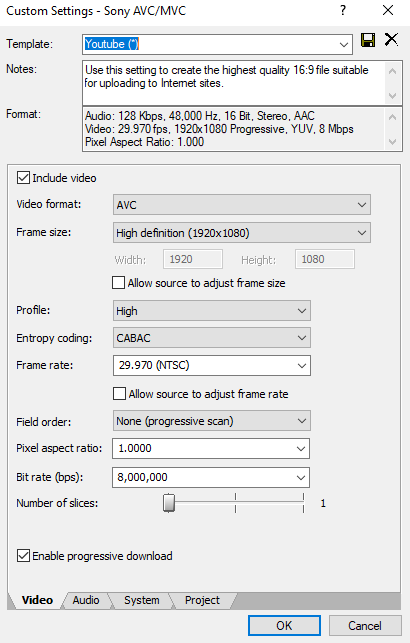 Custom Settings - Sony AVC/MVC
Template: Youtube (*)
Notes: Use this setting to create the highest quality 16:9 file suitable
for uploading to Internet sites.
Format: Audio: 128 Kbps, 48,000 Hz, 16 Bit, Stereo, AAC
Video: 29.970 fps, 1920x1080 Progressive, YUV, 8 Mbps
Pixel Aspect Ratio: 1.000
Include video
Video format: AVC
Frame size: High definition (1920x1080)
Width: 1920 Height: 1080
Allow source to adjust frame size
Profile: High
Entropy coding: CABAC
Frame rate: 29.970 (NTSC)
Allow source to adjust frame rate
Field order: None (progressive scan)
Pixel aspect ratio: 1.0000
Bit rate (bps): 8,000,000
Number of slices: 1
Enable progressive download
Video Audio System Project
OK Cancel